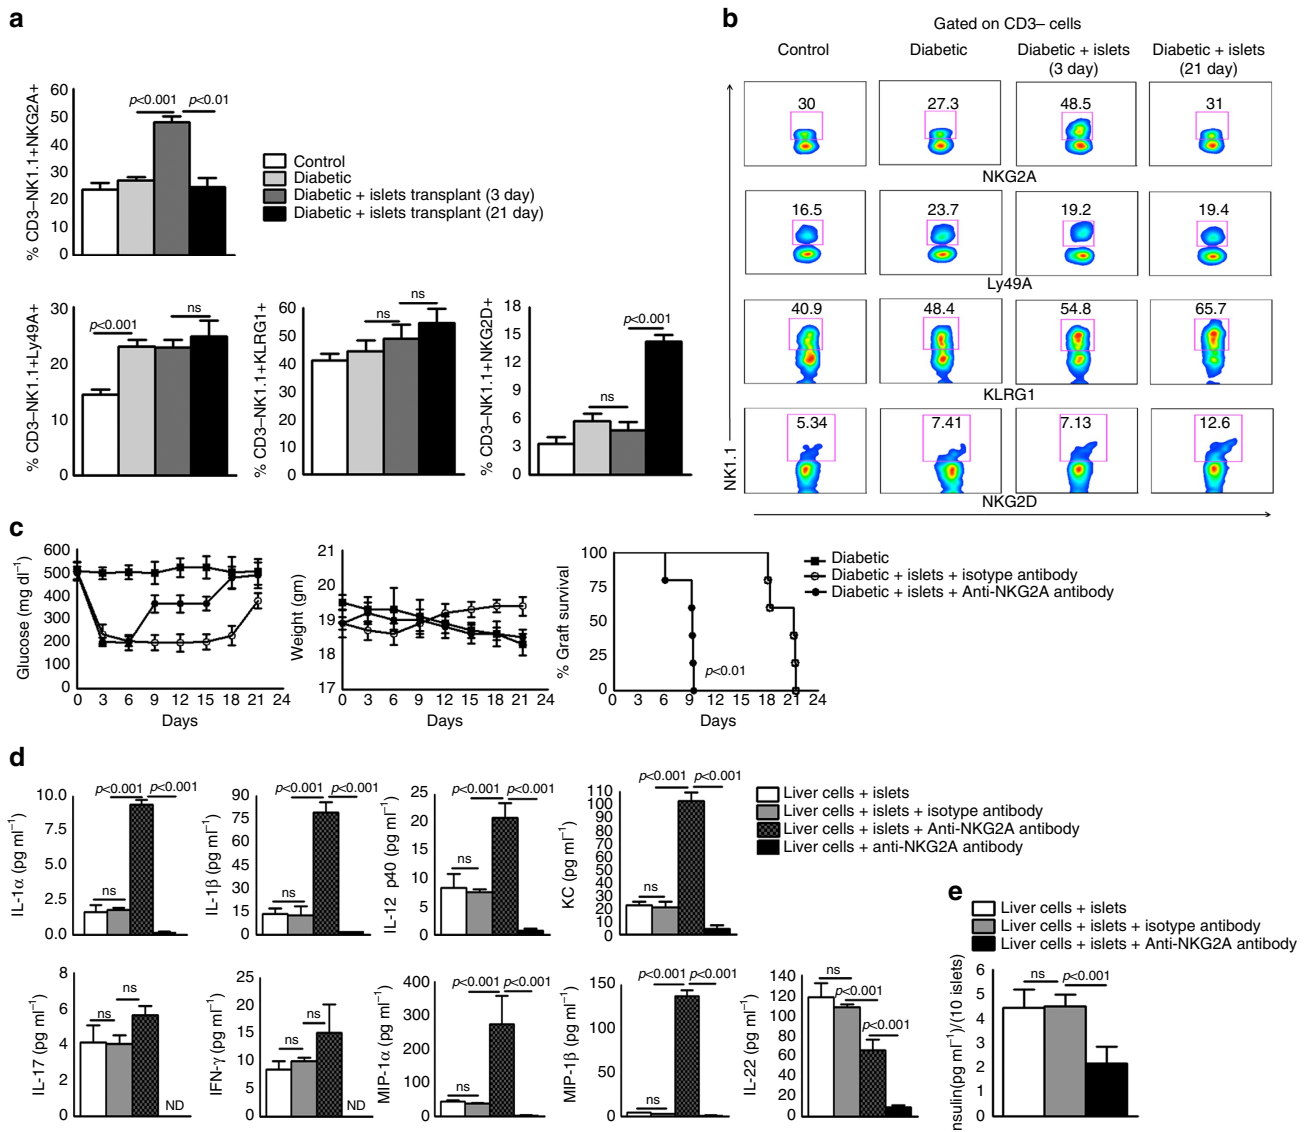 a
% CD3–NK1.1+NKG2A+
60
50
40
30
20
10
0
p<0.001
p<0.01
Control
Diabetic
Diabetic + islets transplant (3 day)
Diabetic + islets transplant (21 day)
% CD3–NK1.1+Ly49A+
30
20
10
0
p<0.001
ns
% CD3–NK1.1+KLRG1+
60
50
40
30
20
10
0
ns
ns
% CD3–NK1.1+NKG2D+
18
15
12
9
6
3
0
ns
p<0.001
b
Gated on CD3– cells
Control
Diabetic
Diabetic + islets
(3 day)
Diabetic + islets
(21 day)
30
27.3
48.5
31
NKG2A
16.5
23.7
19.2
19.4
Ly49A
40.9
48.4
54.8
65.7
KLRG1
5.34
7.41
7.13
12.6
NKG2D
NK1.1
c
Glucose (mg dl–1)
600
500
400
300
200
100
0
0 3 6 9 12 15 18 21 24
Days
Weight (gm)
21
20
19
18
17
0 3 6 9 12 15 18 21 24
Days
% Graft survival
100
75
50
25
0
p<0.01
0 3 6 9 12 15 18 21 24
Days
Diabetic
Diabetic + islets + isotype antibody
Diabetic + islets + Anti-NKG2A antibody
d
IL-1α (pg ml–1)
10.0
7.5
5.0
2.5
0.0
ns
p<0.001
p<0.001
IL-1β (pg ml–1)
90
75
60
45
30
15
0
ns
p<0.001
p<0.001
IL-12 p40 (pg ml–1)
25
20
15
10
5
0
ns
p<0.001
p<0.001
KC (pg ml–1)
110
100
90
80
70
60
50
40
30
20
10
0
ns
p<0.001
p<0.001
Liver cells + islets
Liver cells + islets + isotype antibody
Liver cells + islets + Anti-NKG2A antibody
Liver cells + anti-NKG2A antibody
IL-17 (pg ml–1)
8
6
4
2
0
ns
ns
ND
IFN-γ (pg ml–1)
25
20
15
10
5
0
ns
ns
ND
MIP-1α (pg ml–1)
400
300
200
100
0
ns
p<0.001
p<0.001
MIP-1β (pg ml–1)
150
100
50
0
ns
p<0.001
p<0.001
IL-22 (pg ml–1)
140
120
100
80
60
40
20
0
ns
p<0.001
p<0.001
e
Liver cells + islets
Liver cells + islets + isotype antibody
Liver cells + islets + Anti-NKG2A antibody
nsulin(pg ml–1)/(10 islets)
6
5
4
3
2
1
0
ns
p<0.001